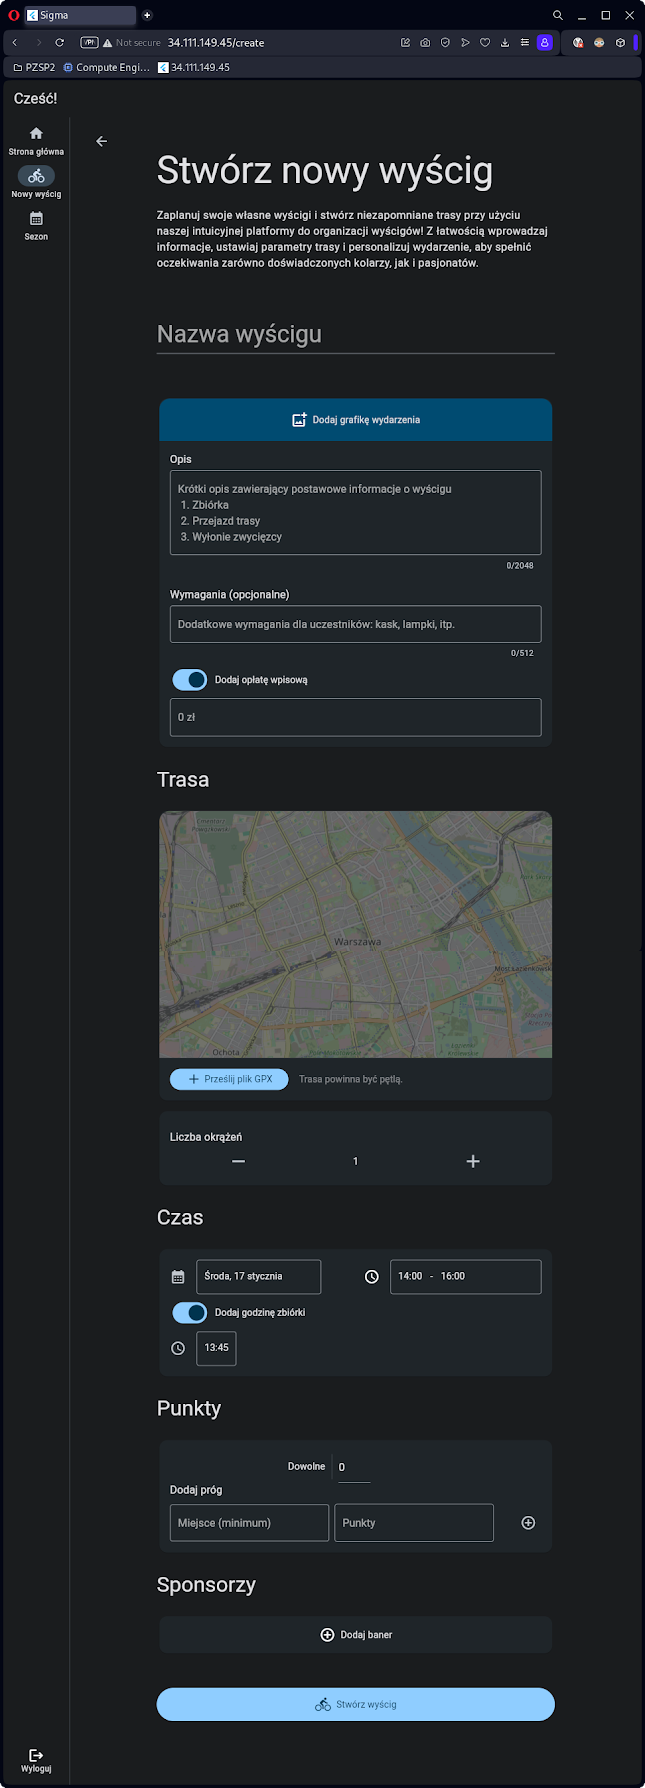 Sigma
Not secure 34.111.149.45/create
PZSP2 Compute Engi... 34.111.149.45
Cześć!
Strona główna
Nowy wyścig
Sezon
Stwórz nowy wyścig
Zaplanuj swoje własne wyścigi i stwórz niezapomniane trasy przy użyciu
naszej intuicyjnej platformy do organizacji wyścigów! Z łatwością wprowadzaj
informacje, ustawiaj parametry trasy i personalizuj wydarzenie, aby spełnić
oczekiwania zarówno doświadczonych kolarzy, jak i pasjonatów.
Nazwa wyścigu
Dodaj grafikę wydarzenia
Opis
Krótki opis zawierający postawowe informacje o wyścigu
1. Zbiórka
2. Przejazd trasy
3. Wyłonie zwycięzcy
0/2048
Wymagania (opcjonalne)
Dodatkowe wymagania dla uczestników: kask, lampki, itp.
0/512
Dodaj opłatę wpisową
0 zł
Trasa
Cmentarz
Powązkowski
Warszawa
Ochota
Prześlij plik GPX Trasa powinna być pętlą.
Liczba okrążeń
1
Czas
Środa, 17 stycznia 14:00 - 16:00
Dodaj godzinę zbiórki
13:45
Punkty
Dowolne 0
Dodaj próg
Miejsce (minimum) Punkty
Sponsorzy
Dodaj baner
Stwórz wyścig
Wyloguj